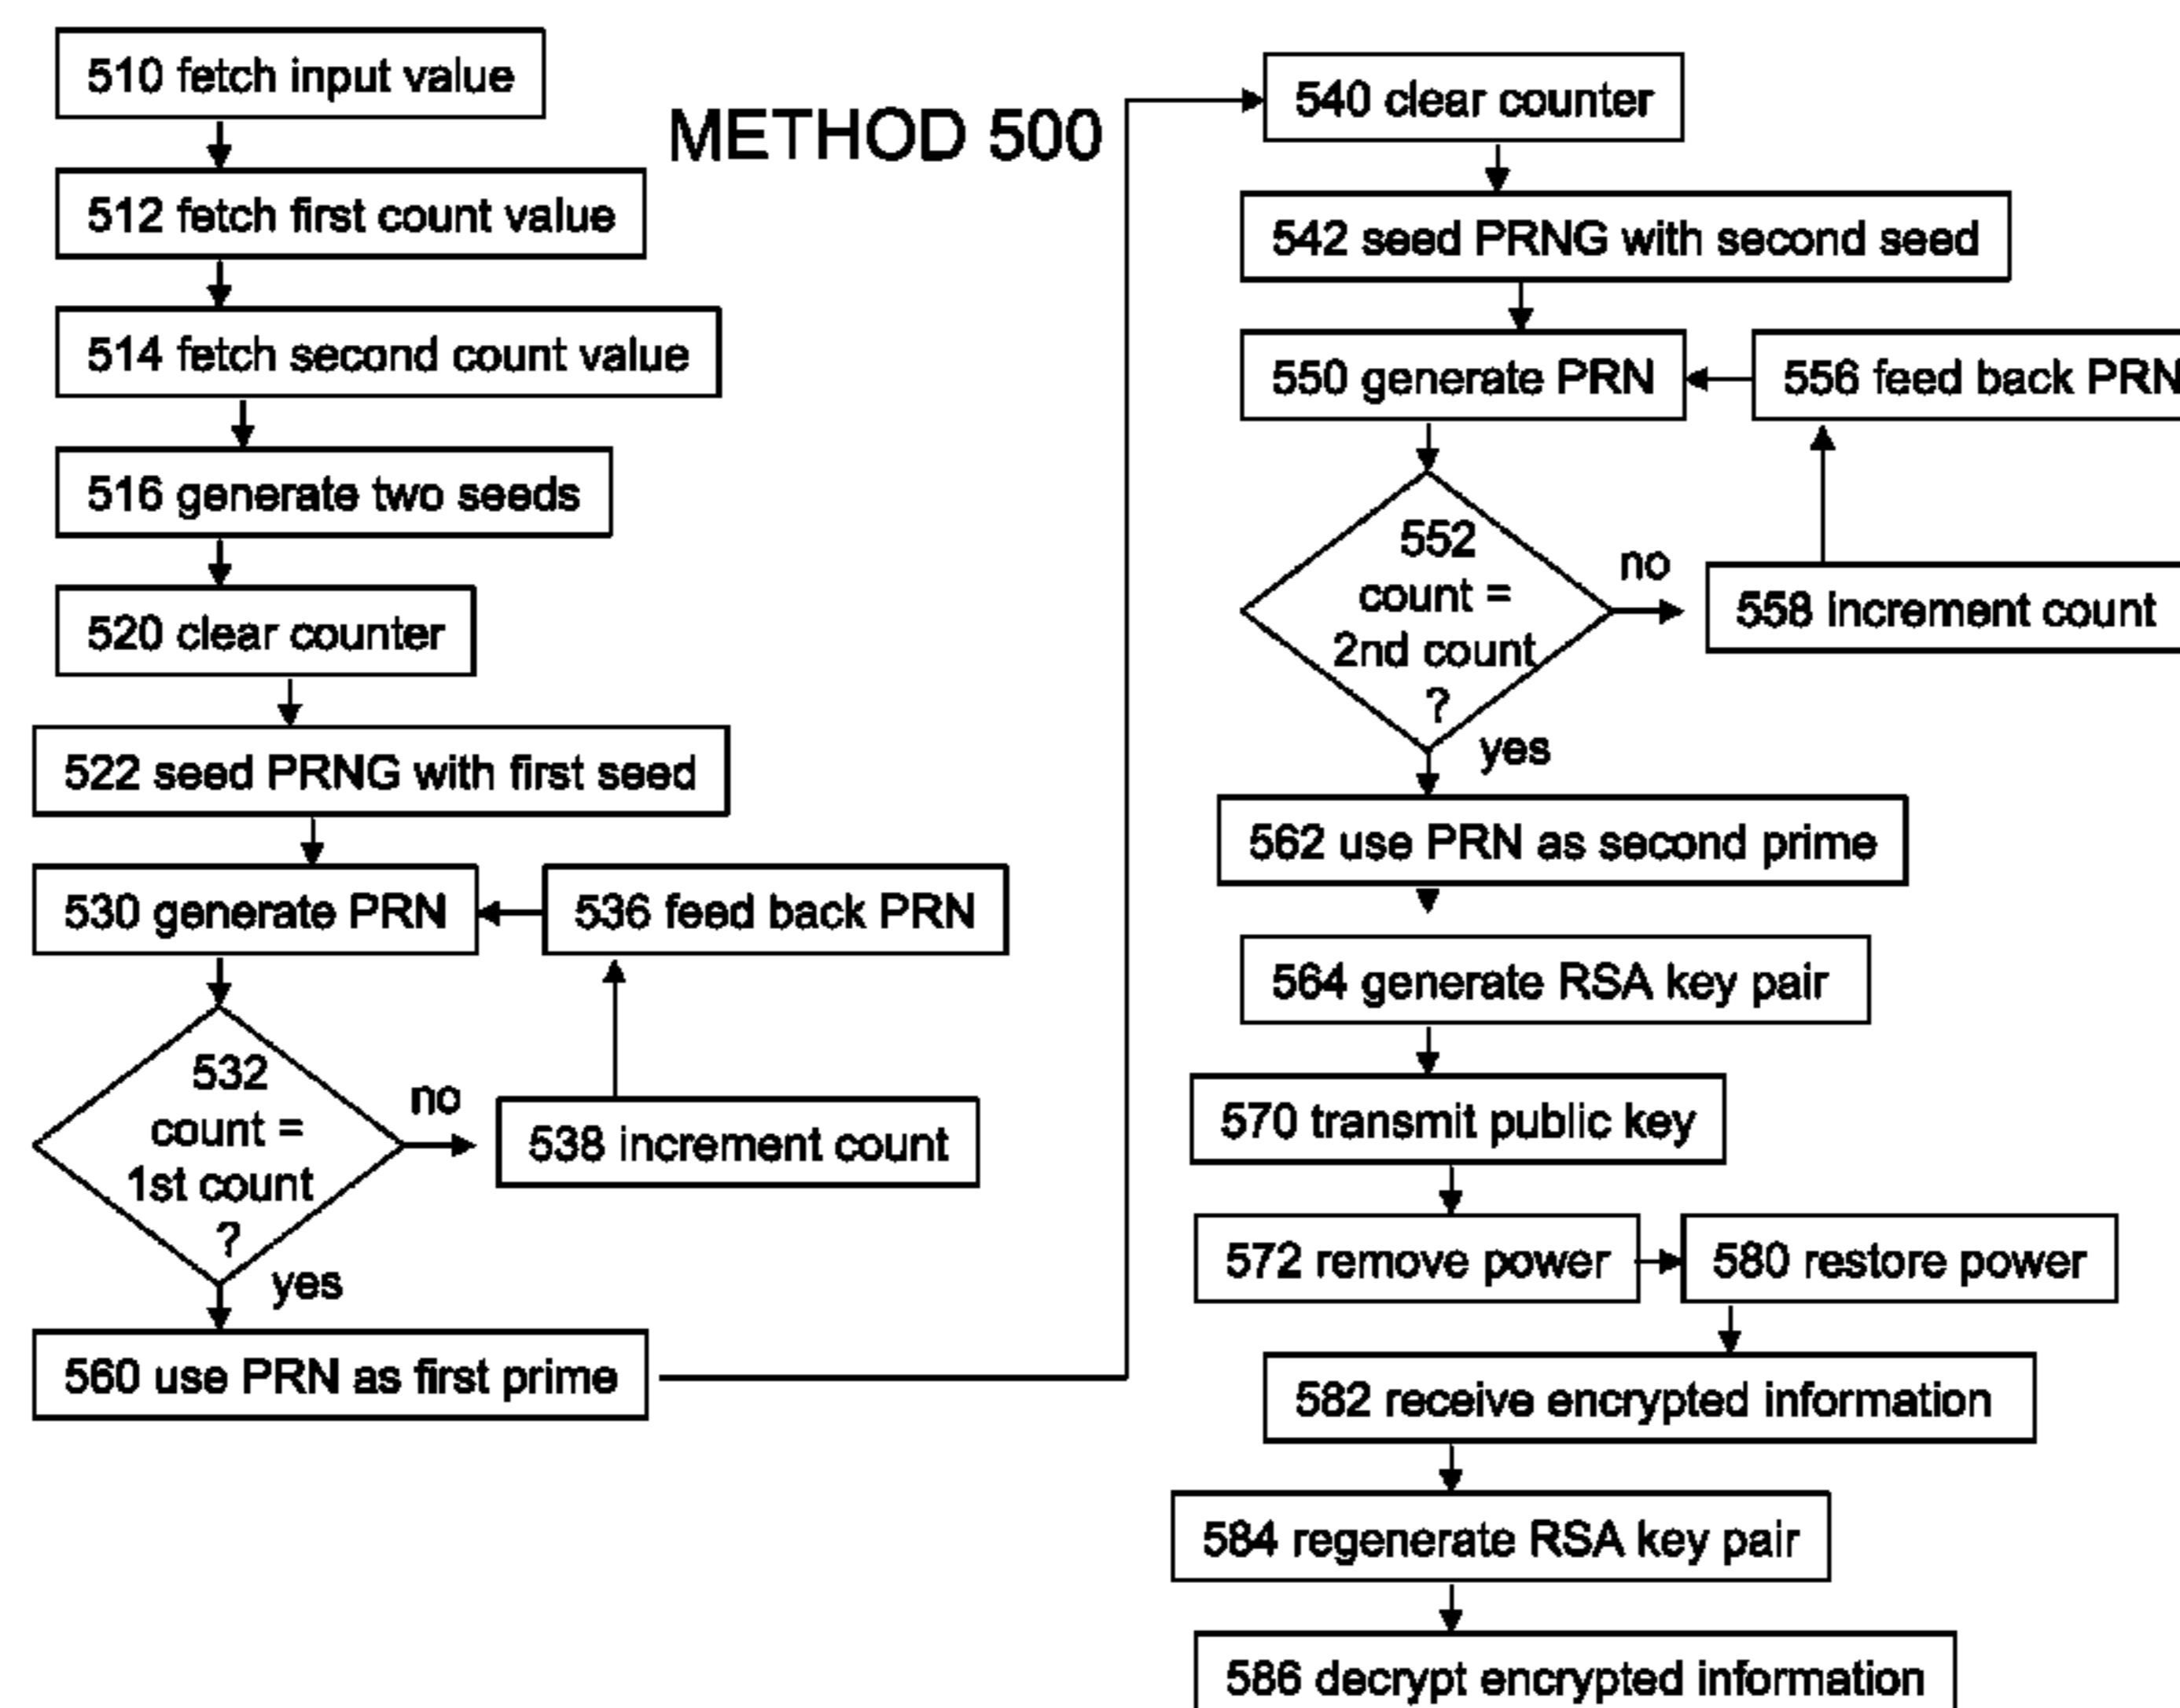 510 fetch input value
METHOD 500
512 fetch first count value
514 fetch second count value
516 generate two seeds
520 clear counter
522 seed PRNG with first seed
530 generate PRN
536 feed back PRN
532
count =
1st count
?
no
538 increment count
yes
560 use PRN as first prime
540 clear counter
542 seed PRNG with second seed
550 generate PRN
556 feed back PRN
552
count =
2nd count
?
no
558 increment count
yes
562 use PRN as second prime
564 generate RSA key pair
570 transmit public key
572 remove power
580 restore power
582 receive encrypted information
584 regenerate RSA key pair
586 decrypt encrypted information